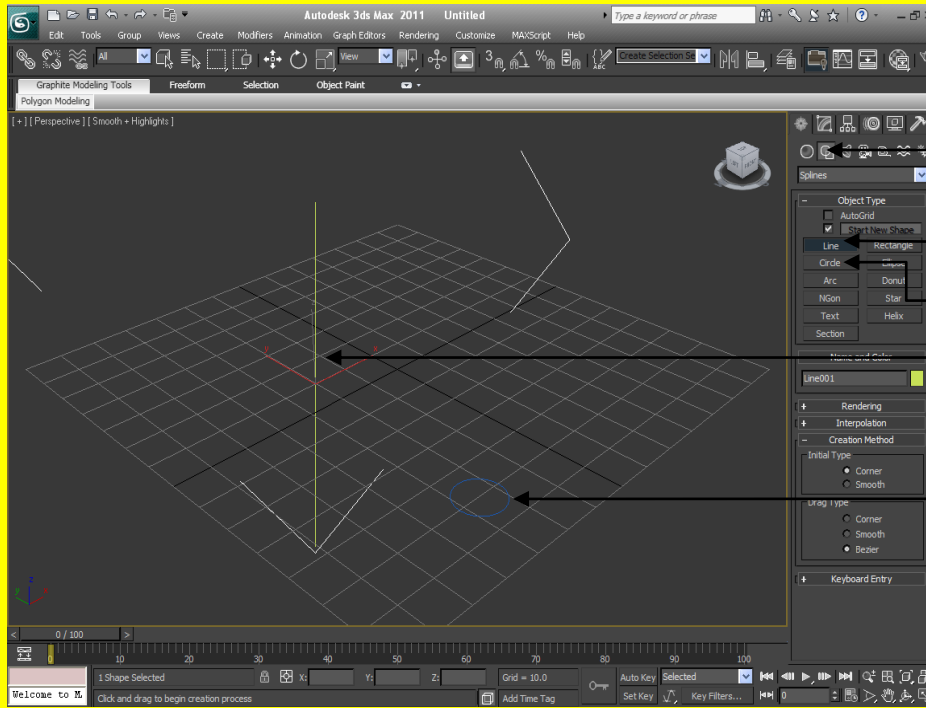 Autodesk 3ds Max 2011 Untitled Type a keyword or phrase
Edit Tools Group Views Create Modifiers Animation Graph Editors Rendering Customize MAXScript Help
All View 3 % ABC Create Selection Se
Graphite Modeling Tools Freeform Selection Object Paint
Polygon Modeling
[ + ] [ Perspective ] [ Smooth + Highlights ]
Splines
- Object Type
AutoGrid
Start New Shape
Line Rectangle
Circle Ellipse
Arc Donut
NGon Star
Text Helix
Section
Name and Color
Line001
+ Rendering
+ Interpolation
- Creation Method
Initial Type
Corner
Smooth
Drag Type
Corner
Smooth
Bezier
+ Keyboard Entry
y x
z
y x
< 0 / 100 >
0 10 20 30 40 50 60 70 80 90 100
1 Shape Selected X: Y: Z: Grid = 10.0 Auto Key Selected
Welcome to M Click and drag to begin creation process Add Time Tag Set Key Key Filters... 0